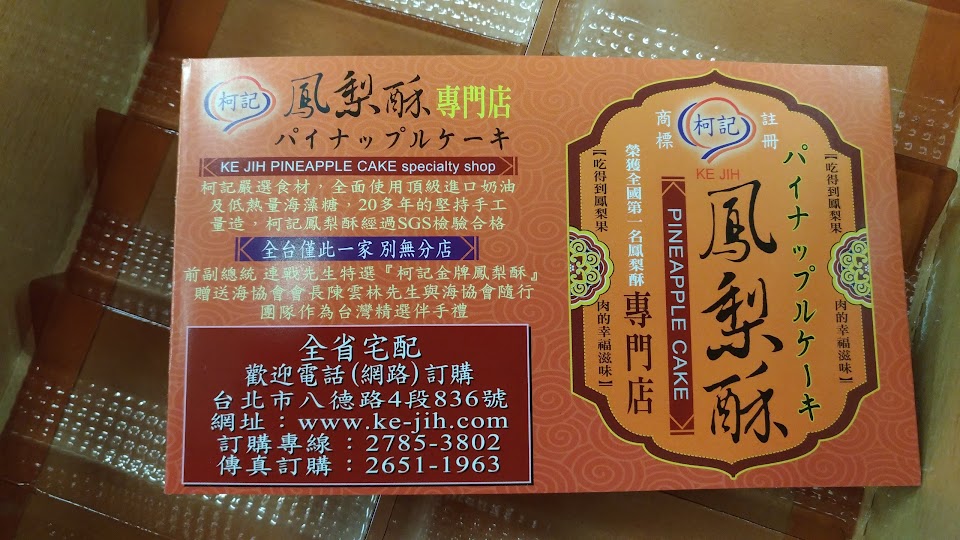 柯記
鳳梨酥 專門店
パイナップルケーキ
KE JIH PINEAPPLE CAKE specialty shop
柯記嚴選食材，全面使用頂級進口奶油
及低熱量海藻糖，20多年的堅持手工
量造，柯記鳳梨酥經過SGS檢驗合格
全台僅此一家 別無分店
前副總統 連戰先生特選『柯記金牌鳳梨酥』
贈送海協會會長陳雲林先生與海協會隨行
團隊作為台灣精選伴手禮
全省宅配
歡迎電話(網路)訂購
台北市八德路4段836號
網址：www.ke-jih.com
訂購專線：2785-3802
傳真訂購：2651-1963
商標
柯記
註冊
KE JIH
【吃得到鳳梨果
肉的幸福滋味】
パイナップルケーキ
鳳梨酥
PINEAPPLE CAKE
榮獲全國第一名鳳梨酥
專門店
【吃得到鳳梨果
肉的幸福滋味】